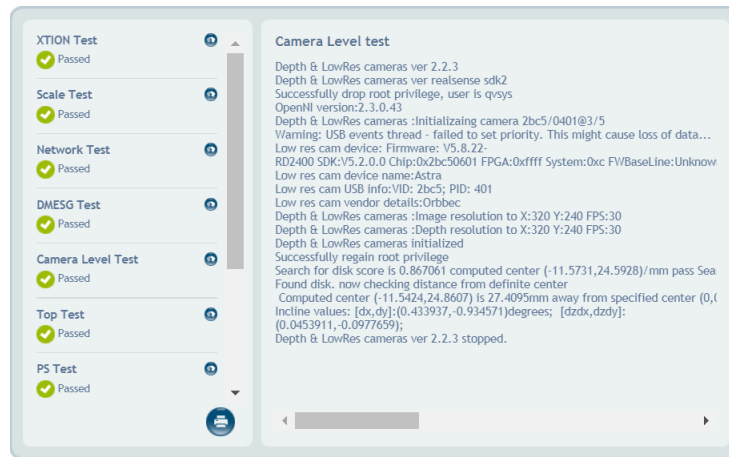 XTION Test
Passed
Scale Test
Passed
Network Test
Passed
DMESG Test
Passed
Camera Level Test
Passed
Top Test
Passed
PS Test
Passed
Camera Level test
Depth & LowRes cameras ver 2.2.3
Depth & LowRes cameras ver realsense sdk2
Successfully drop root privilege, user is qvsys
OpenNI version:2.3.0.43
Depth & LowRes cameras :Initializaing camera 2bc5/0401@3/5
Warning: USB events thread - failed to set priority. This might cause loss of data...
Low res cam device: Firmware: V5.8.22-
RD2400 SDK:V5.2.0.0 Chip:0x2bc50601 FPGA:0xffff System:0xc FWBaseLine:Unknow
Low res cam device name:Astra
Low res cam USB info:VID: 2bc5; PID: 401
Low res cam vendor details:Orbbec
Depth & LowRes cameras :Image resolution to X:320 Y:240 FPS:30
Depth & LowRes cameras :Depth resolution to X:320 Y:240 FPS:30
Depth & LowRes cameras initialized
Successfully regain root privilege
Search for disk score is 0.867061 computed center (-11.5731,24.5928)/mm pass Sea
Found disk. now checking distance from definite center
Computed center (-11.5424,24.8607) is 27.4095mm away from specified center (0,
Incline values: [dx,dy]:(0.433937,-0.934571)degrees; [dzdx,dzdy]:
(0.0453911,-0.0977659);
Depth & LowRes cameras ver 2.2.3 stopped.